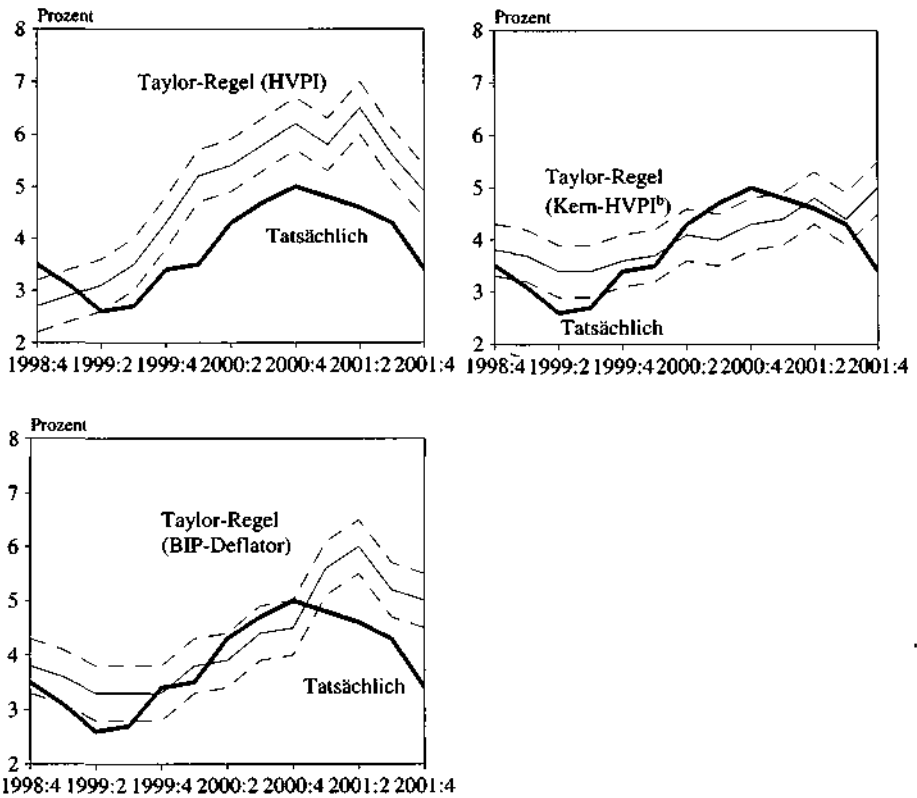 Prozent
8
7
6
5
4
3
2
Taylor-Regel (HVPI)
Tatsächlich
1998:4 1999:2 1999:4 2000:2 2000:4 2001:2 2001:4
Prozent
8
7
6
5
4
3
2
Taylor-Regel
(Kern-HVPIᵇ)
Tatsächlich
1998:4 1999:2 1999:4 2000:2 2000:4 2001:2 2001:4
Prozent
8
7
6
5
4
3
2
Taylor-Regel
(BIP-Deflator)
Tatsächlich
1998:4 1999:2 1999:4 2000:2 2000:4 2001:2 2001:4